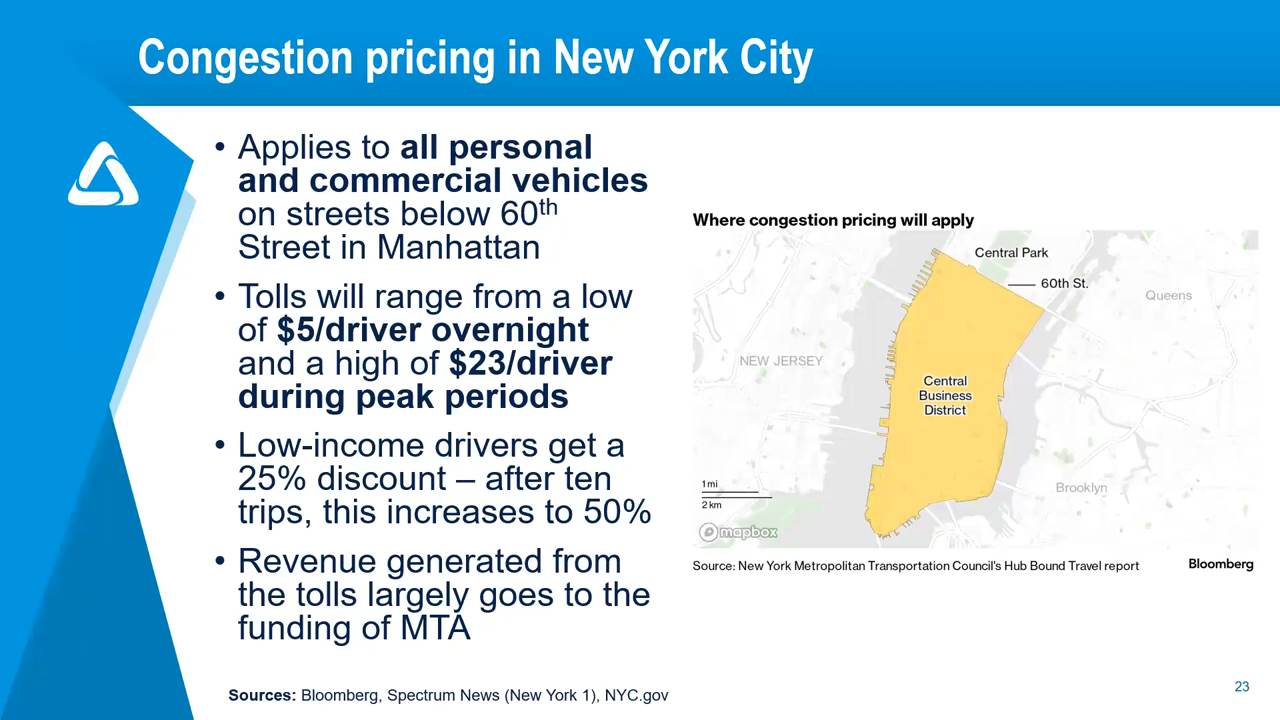 Congestion pricing in New York City
• Applies to all personal
and commercial vehicles
on streets below 60th
Street in Manhattan
• Tolls will range from a low
of $5/driver overnight
and a high of $23/driver
during peak periods
• Low-income drivers get a
25% discount – after ten
trips, this increases to 50%
• Revenue generated from
the tolls largely goes to the
funding of MTA
Where congestion pricing will apply
Central Park
60th St.
Queens
NEW JERSEY
Central
Business
District
1 mi
2 km
Brooklyn
mapbox
Source: New York Metropolitan Transportation Council's Hub Bound Travel report
Bloomberg
Sources: Bloomberg, Spectrum News (New York 1), NYC.gov
23